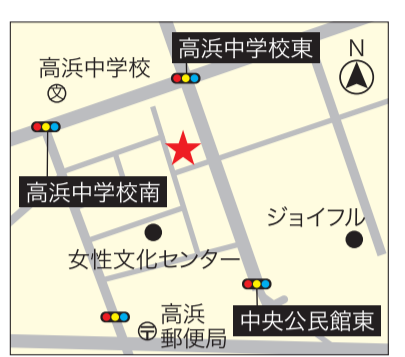 高浜中学校東
N
高浜中学校
文
高浜中学校南
ジョイフル
女性文化センター
高浜
〒
郵便局
中央公民館東